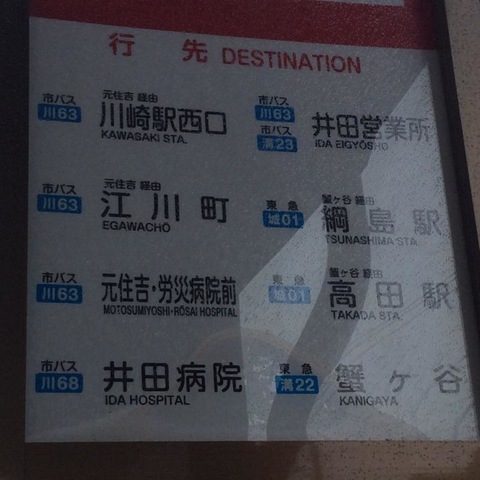 行先 DESTINATION
市バス 川63 元住吉 経由 川崎駅西口 KAWASAKI STA.
市バス 川63 市バス 溝23 井田営業所 IDA EIGYŌSHO
市バス 川63 元住吉 経由 江川町 EGAWACHŌ
東急 城01 蟹ヶ谷 経由 綱島駅 TSUNASHIMA STA.
市バス 川63 元住吉・労災病院前 MOTOSUMIYOSHI・RŌSAI HOSPITAL
東急 城01 蟹ヶ谷 経由 高田駅 TAKADA STA.
市バス 川68 井田病院 IDA HOSPITAL
東急 溝22 蟹ヶ谷 KANIGAYA